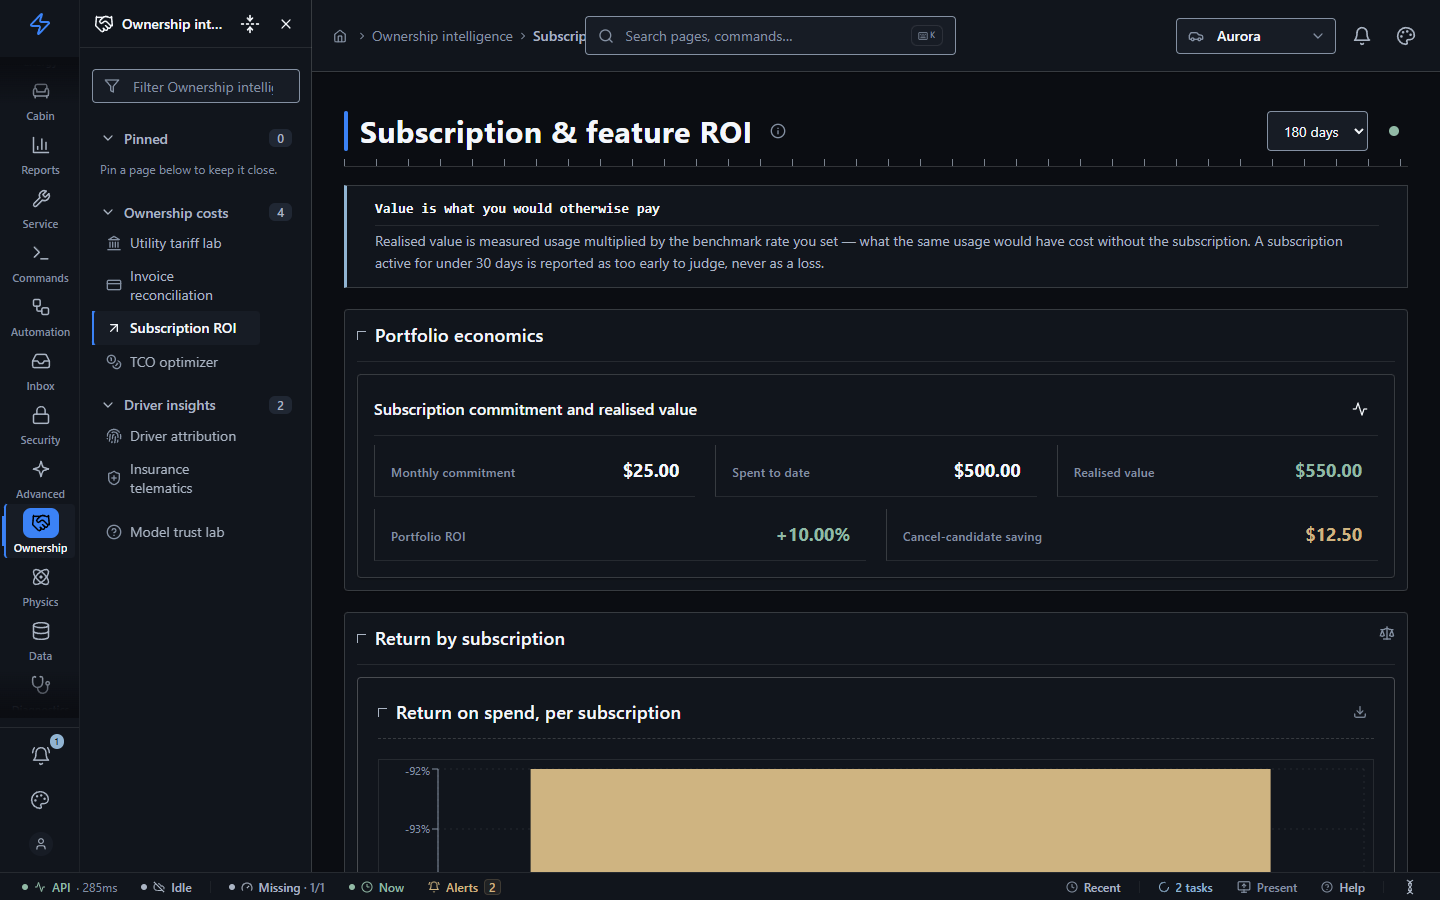 Ownership int...
Ownership intelligence
Subscrip
Search pages, commands...
K
Aurora
Cabin
Reports
Service
Commands
Automation
Inbox
Security
Advanced
Ownership
Physics
Data
1
Filter Ownership intelli
Pinned
0
Pin a page below to keep it close.
Ownership costs
4
Utility tariff lab
Invoice
reconciliation
Subscription ROI
TCO optimizer
Driver insights
2
Driver attribution
Insurance
telematics
Model trust lab
Subscription & feature ROI
180 days
Value is what you would otherwise pay
Realised value is measured usage multiplied by the benchmark rate you set — what the same usage would have cost without the subscription. A subscription
active for under 30 days is reported as too early to judge, never as a loss.
Portfolio economics
Subscription commitment and realised value
Monthly commitment
$25.00
Spent to date
$500.00
Realised value
$550.00
Portfolio ROI
+10.00%
Cancel-candidate saving
$12.50
Return by subscription
Return on spend, per subscription
-92%
-93%
API · 285ms
Idle
Missing · 1/1
Now
Alerts 2
Recent
2 tasks
Present
Help